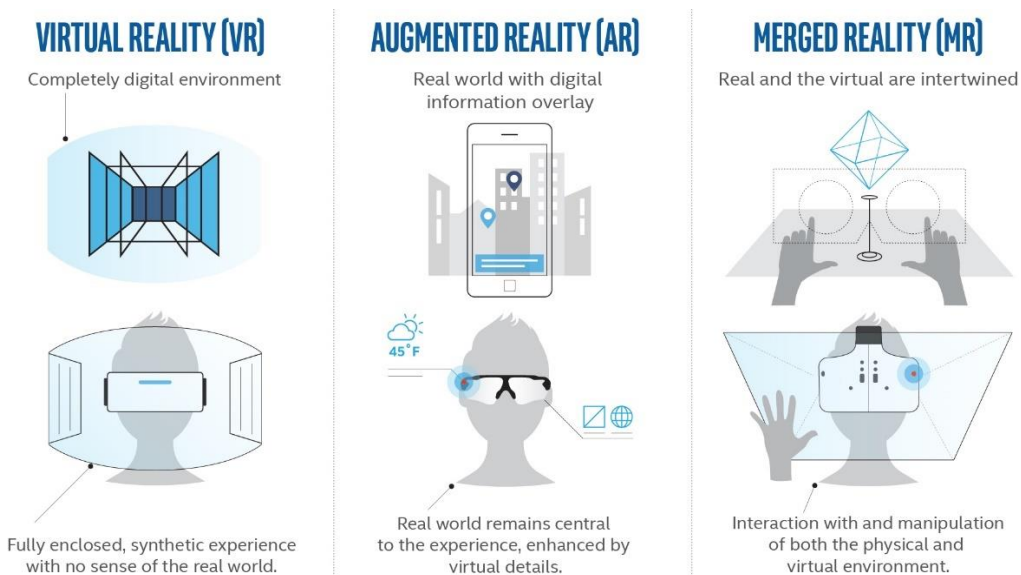 VIRTUAL REALITY (VR)
Completely digital environment
Fully enclosed, synthetic experience
with no sense of the real world.
AUGMENTED REALITY (AR)
Real world with digital
information overlay
45°F
Real world remains central
to the experience, enhanced by
virtual details.
MERGED REALITY (MR)
Real and the virtual are intertwined
Interaction with and manipulation
of both the physical and
virtual environment.